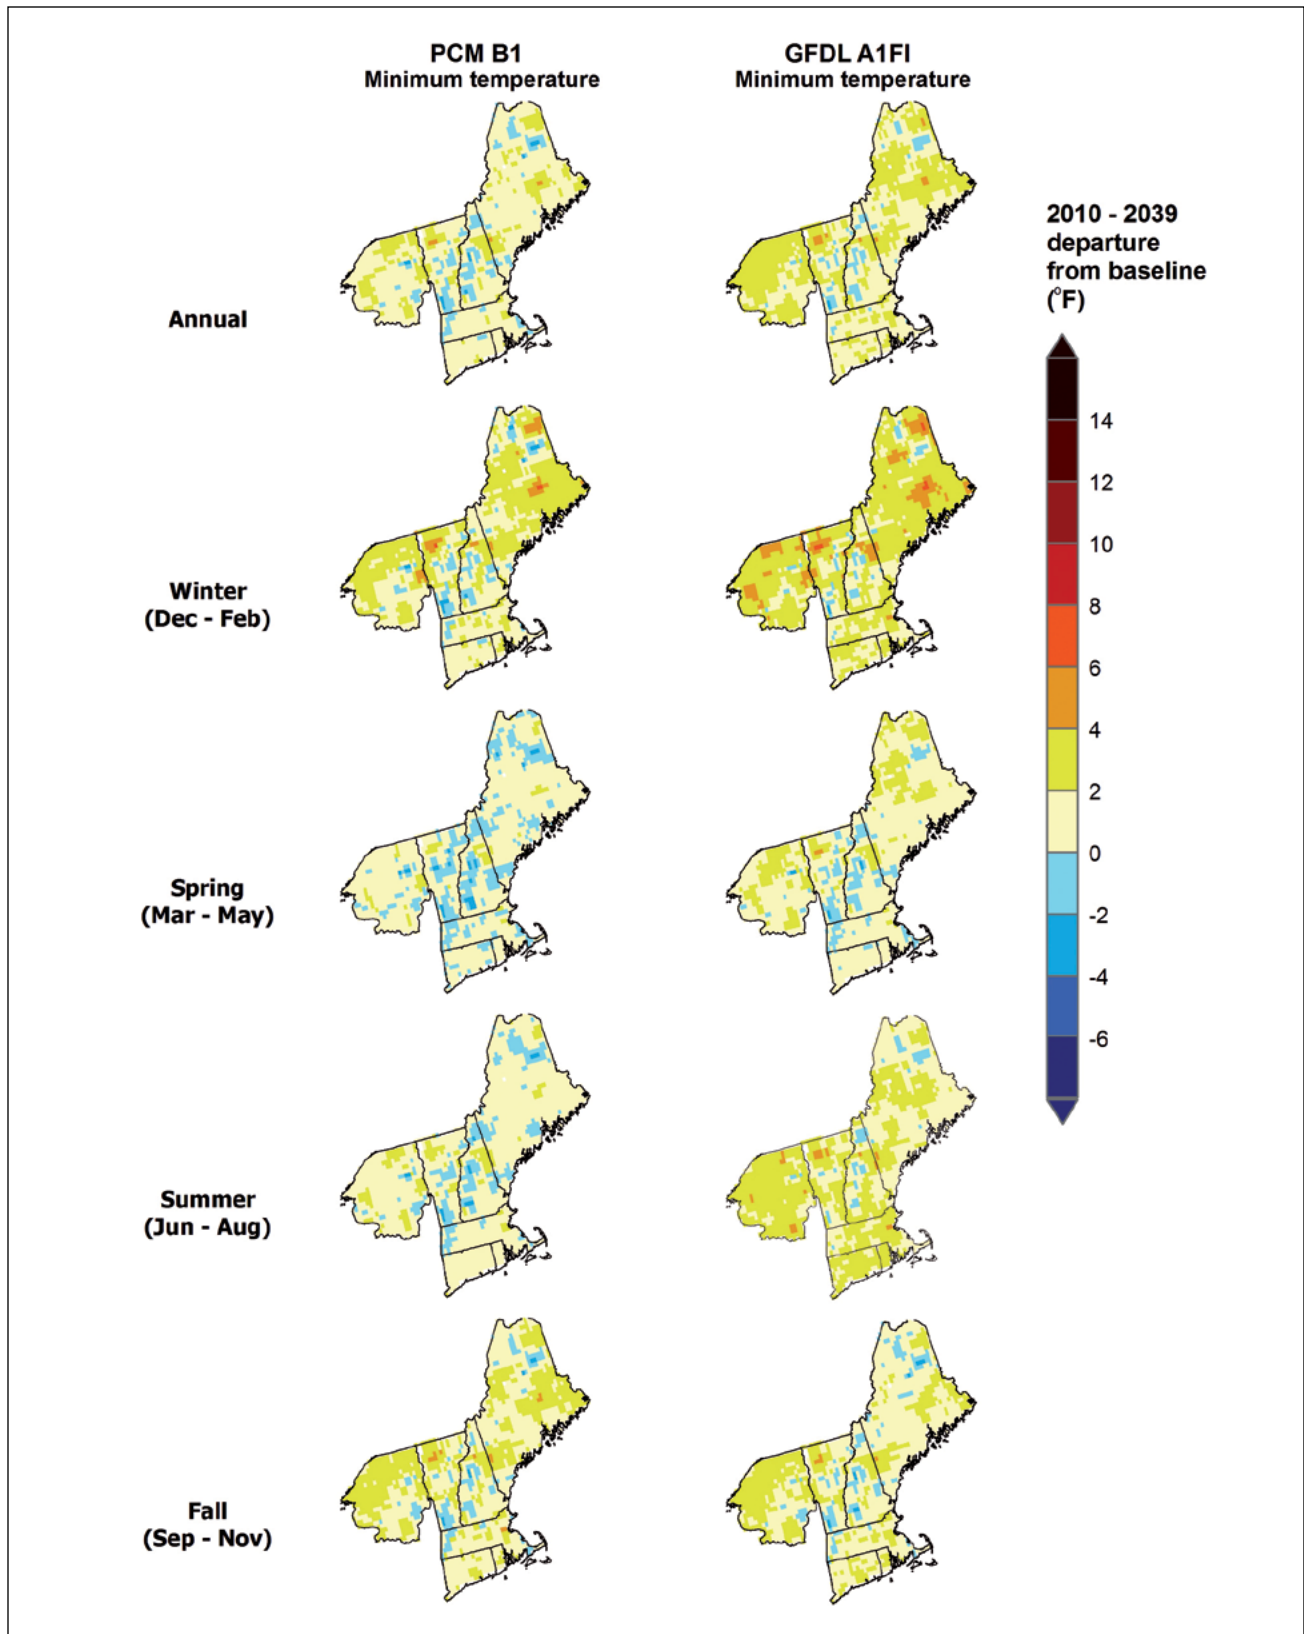 PCM B1
Minimum temperature
GFDL A1FI
Minimum temperature
2010 - 2039
departure
from baseline
(°F)
14
12
10
8
6
4
2
0
-2
-4
-6
Annual
Winter
(Dec - Feb)
Spring
(Mar - May)
Summer
(Jun - Aug)
Fall
(Sep - Nov)